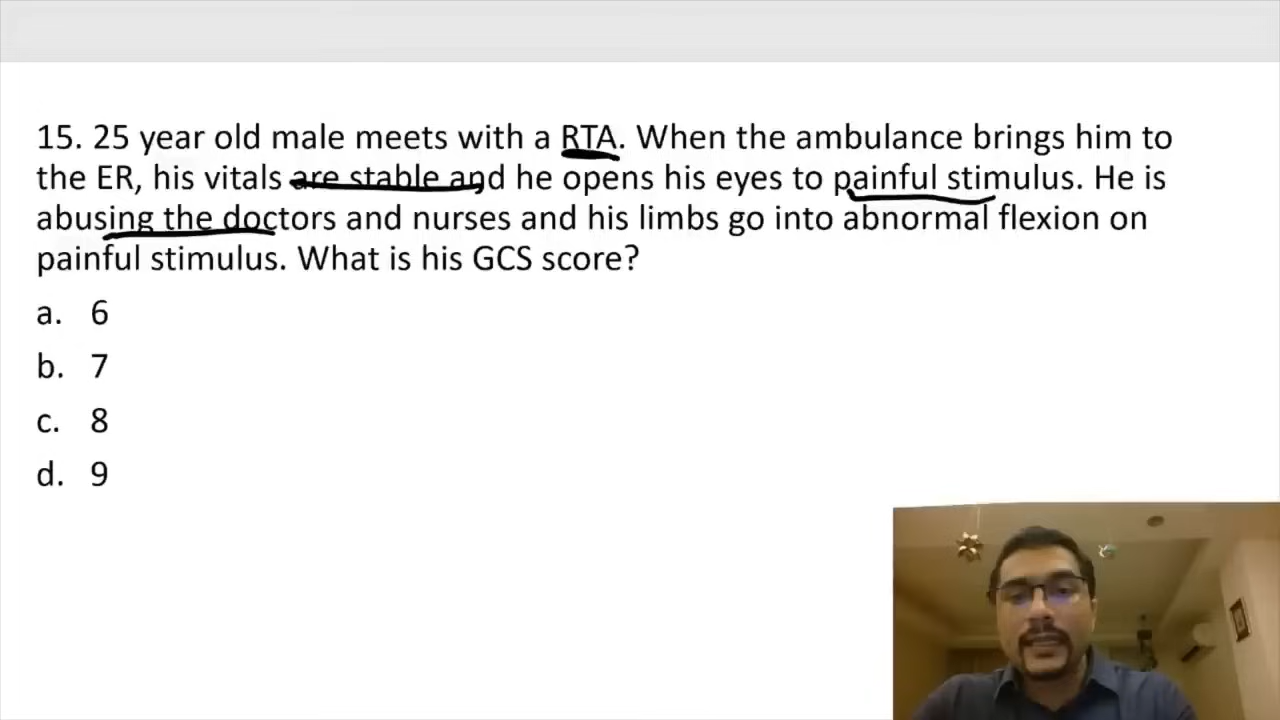 15. 25 year old male meets with a RTA. When the ambulance brings him to
the ER, his vitals are stable and he opens his eyes to painful stimulus. He is
abusing the doctors and nurses and his limbs go into abnormal flexion on
painful stimulus. What is his GCS score?
a. 6
b. 7
c. 8
d. 9